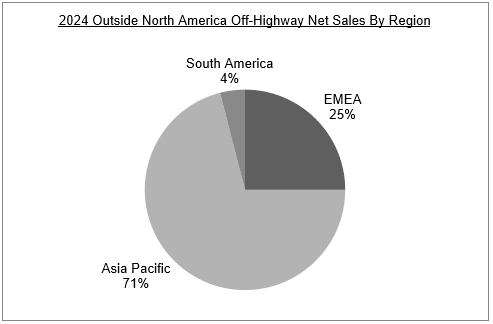 2024 Outside North America Off-Highway Net Sales By Region
South America
4%
EMEA
25%
Asia Pacific
71%